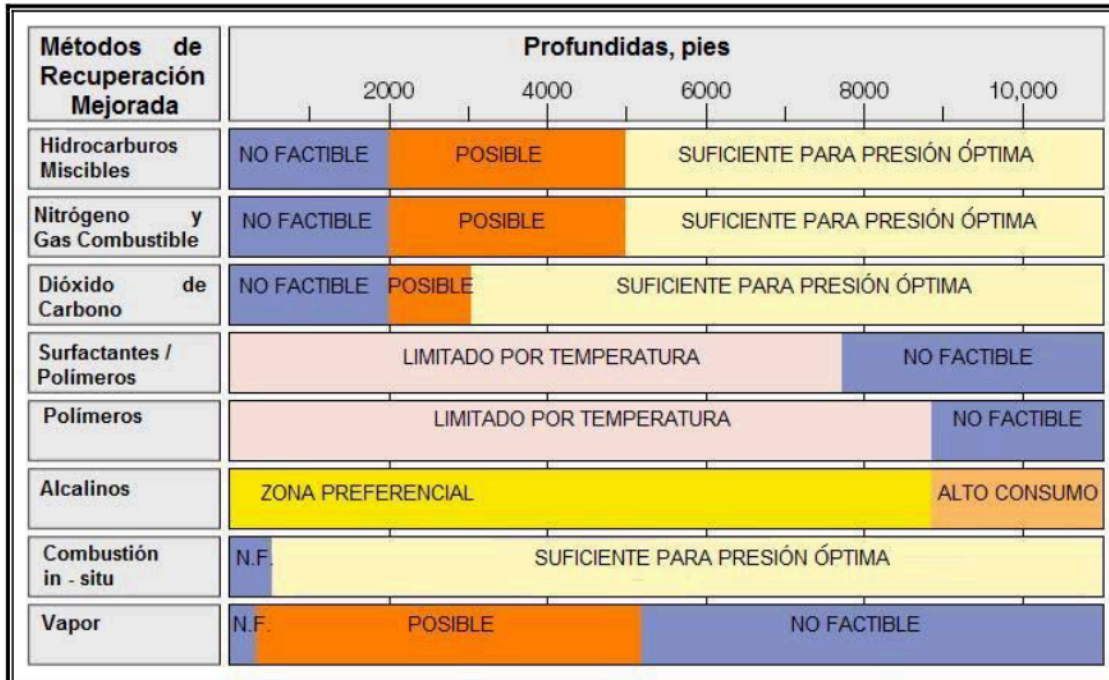 Métodos de
Recuperación
Mejorada
Profundidas, pies
2000 4000 6000 8000 10,000
Hidrocarburos
Miscibles
NO FACTIBLE POSIBLE SUFICIENTE PARA PRESIÓN ÓPTIMA
Nitrógeno y
Gas Combustible
NO FACTIBLE POSIBLE SUFICIENTE PARA PRESIÓN ÓPTIMA
Dióxido de
Carbono
NO FACTIBLE POSIBLE SUFICIENTE PARA PRESIÓN ÓPTIMA
Surfactantes /
Polímeros
LIMITADO POR TEMPERATURA NO FACTIBLE
Polímeros
LIMITADO POR TEMPERATURA NO FACTIBLE
Alcalinos
ZONA PREFERENCIAL ALTO CONSUMO
Combustión
in - situ
N.F. SUFICIENTE PARA PRESIÓN ÓPTIMA
Vapor
N.F. POSIBLE NO FACTIBLE